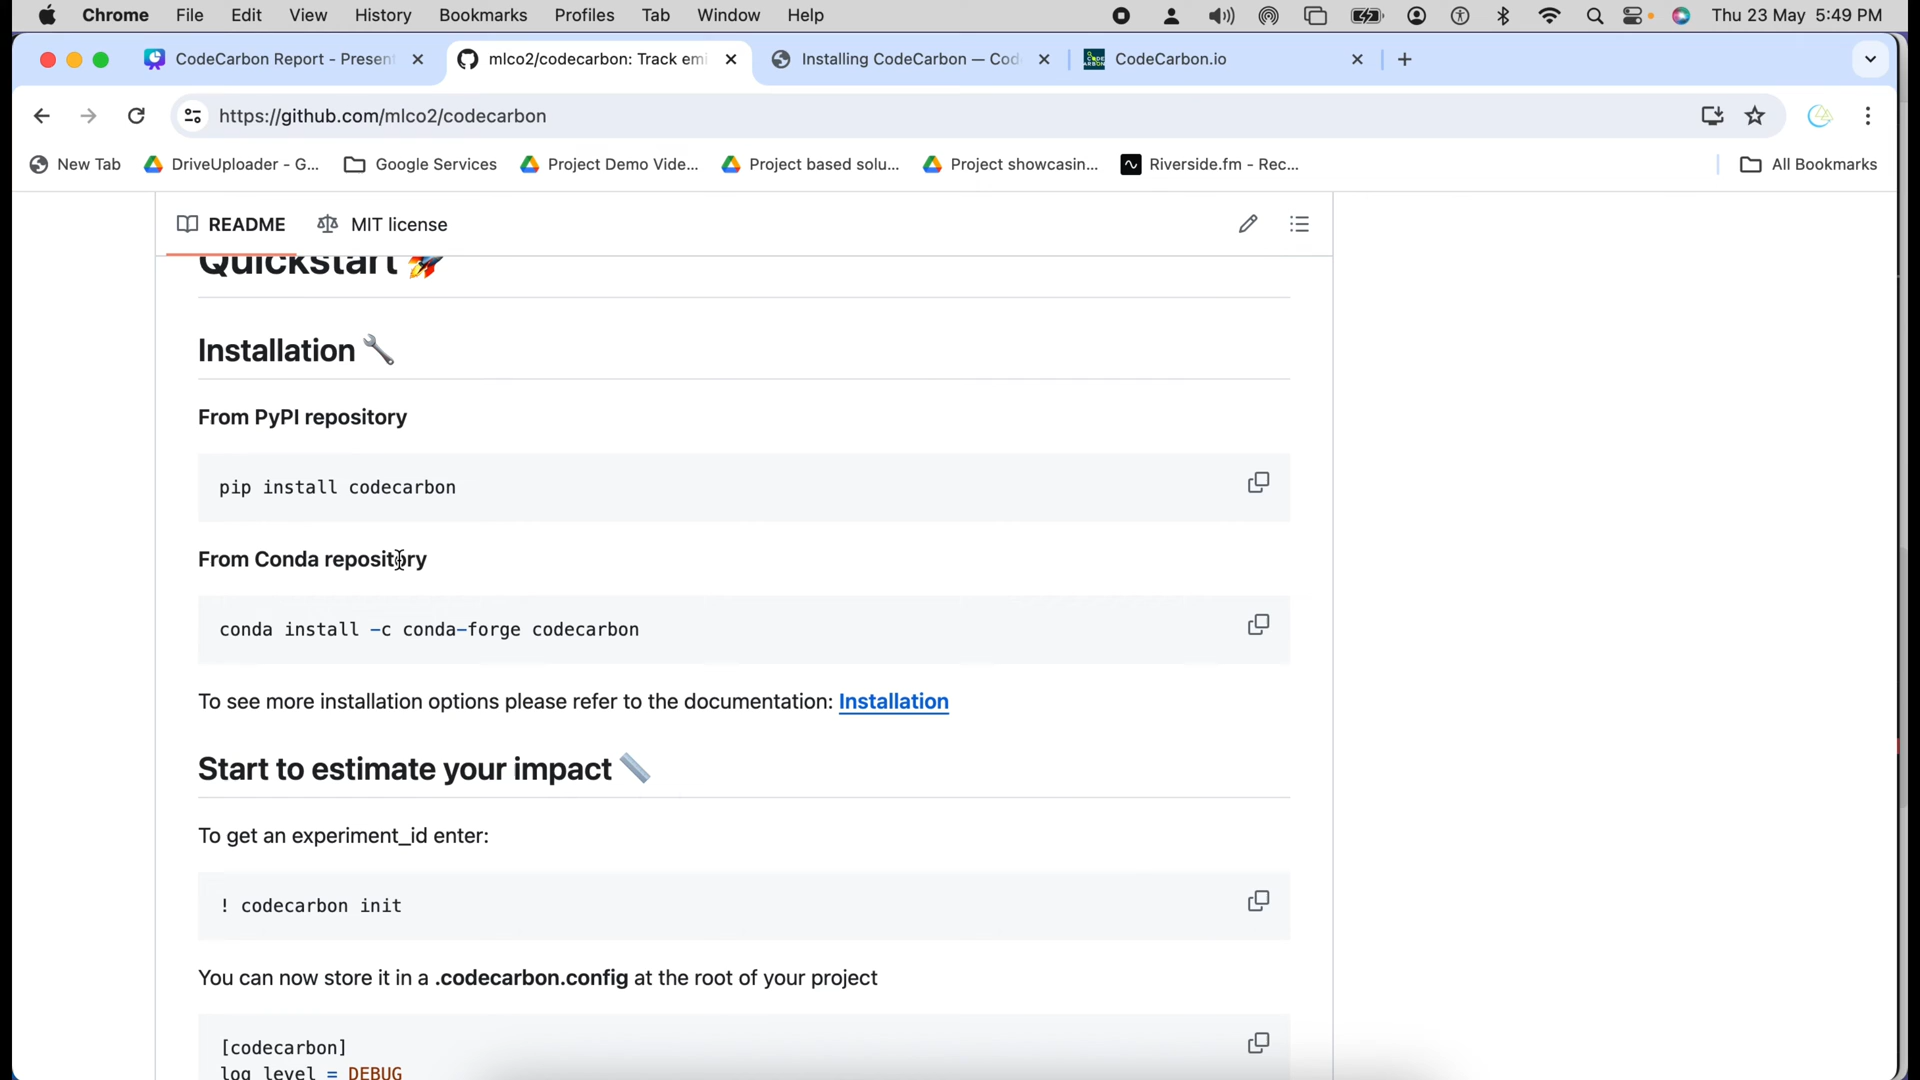 Chrome File Edit View History Bookmarks Profiles Tab Window Help Thu 23 May 5:49 PM
CodeCarbon Report - Presen mlco2/codecarbon: Track emi Installing CodeCarbon — Cod CodeCarbon.io
https://github.com/mlco2/codecarbon
New Tab DriveUploader - G... Google Services Project Demo Vide... Project based solu... Project showcasin... Riverside.fm - Rec... All Bookmarks
README MIT license
Quickstart 🚀
Installation 🔧
From PyPI repository
pip install codecarbon
From Conda repository
conda install -c conda-forge codecarbon
To see more installation options please refer to the documentation: Installation
Start to estimate your impact 📏
To get an experiment_id enter:
! codecarbon init
You can now store it in a .codecarbon.config at the root of your project
[codecarbon]
log_level = DEBUG